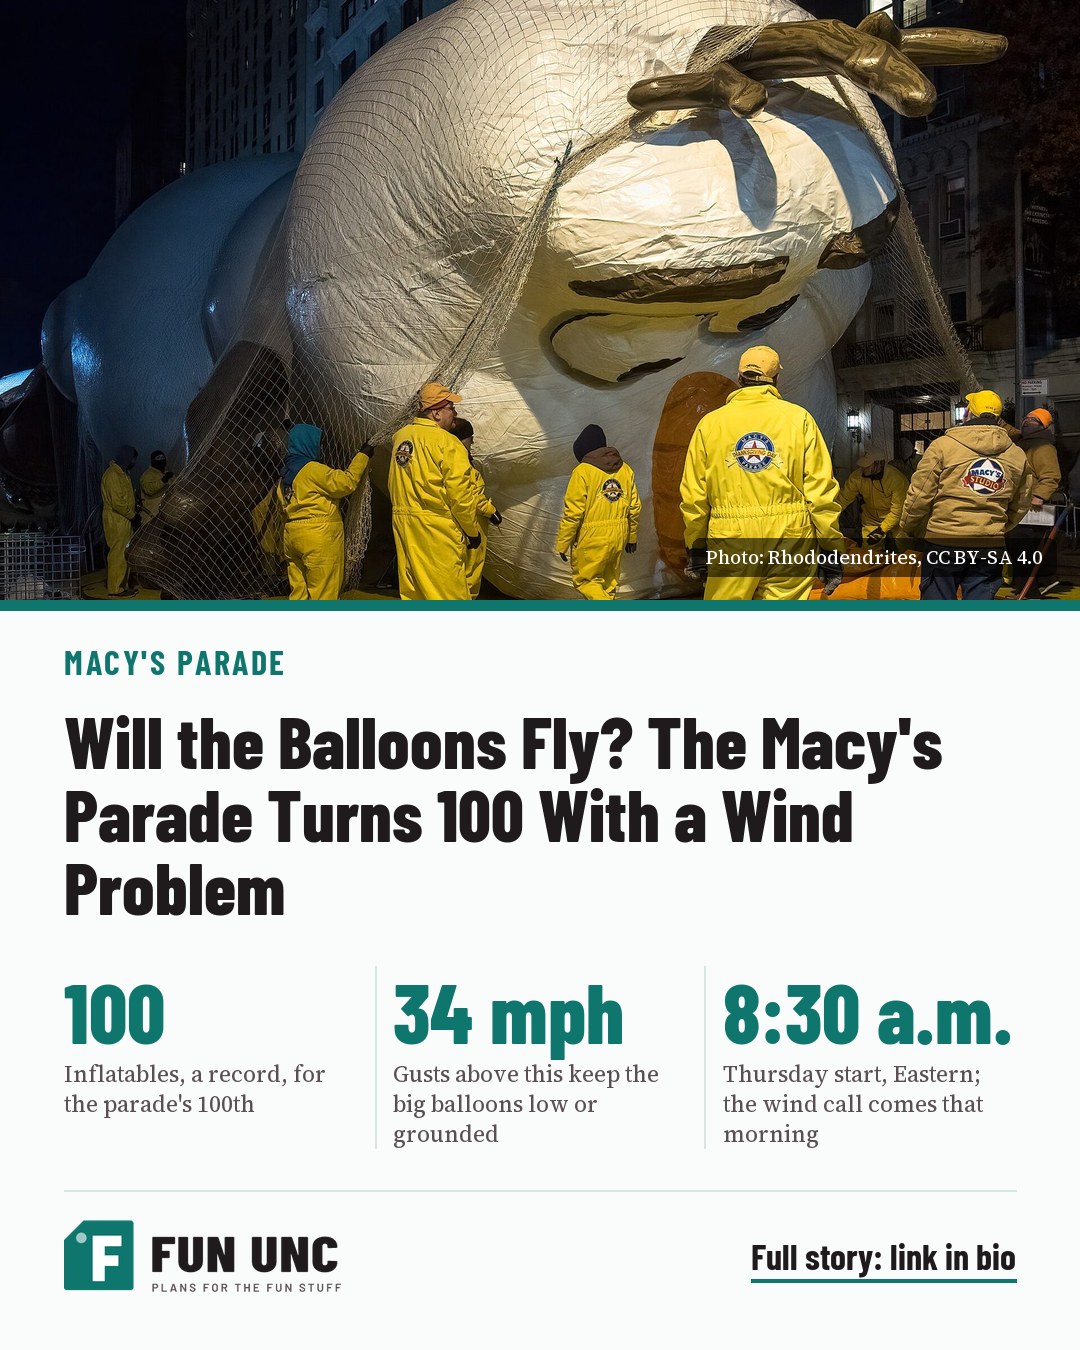 MACY'S
STUDIO
Photo: Rhododendrites, CC BY-SA 4.0
MACY'S PARADE
Will the Balloons Fly? The Macy's
Parade Turns 100 With a Wind
Problem
100
Inflatables, a record, for
the parade's 100th
34 mph
Gusts above this keep the
big balloons low or
grounded
8:30 a.m.
Thursday start, Eastern;
the wind call comes that
morning
F
FUN UNC
PLANS FOR THE FUN STUFF
Full story: link in bio